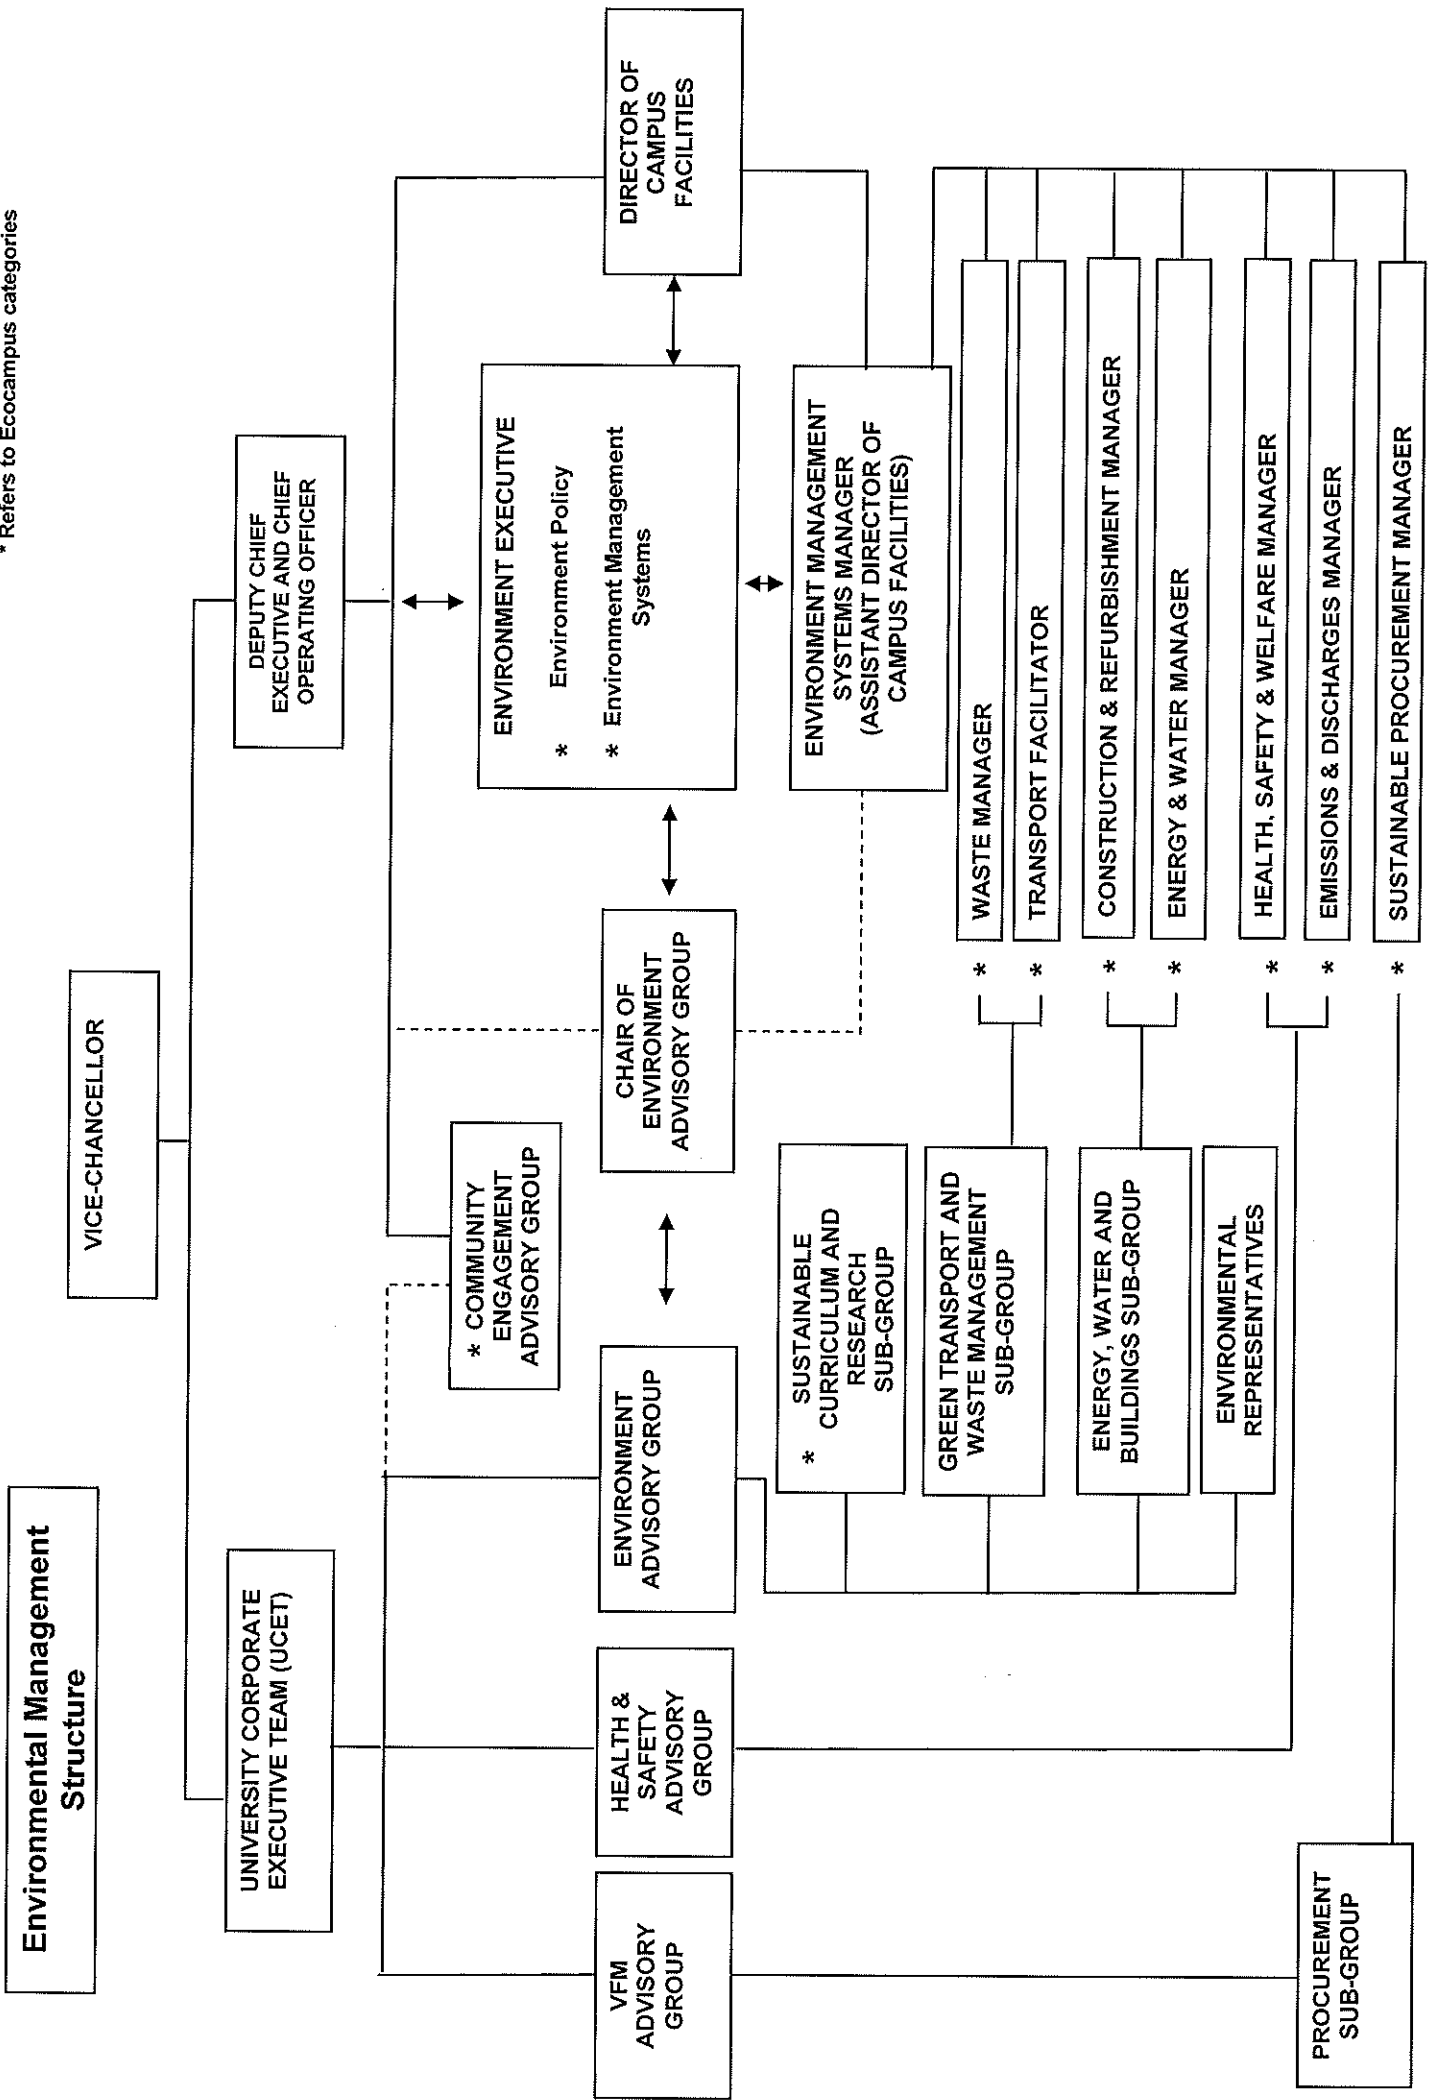 Environmental Management
Structure
* Refers to Ecocampus categories
VICE-CHANCELLOR
UNIVERSITY CORPORATE
EXECUTIVE TEAM (UCET)
DEPUTY CHIEF
EXECUTIVE AND CHIEF
OPERATING OFFICER
* COMMUNITY
ENGAGEMENT
ADVISORY GROUP
ENVIRONMENT EXECUTIVE
* Environment Policy
* Environment Management
Systems
VFM
ADVISORY
GROUP
HEALTH &
SAFETY
ADVISORY
GROUP
ENVIRONMENT
ADVISORY GROUP
CHAIR OF
ENVIRONMENT
ADVISORY GROUP
DIRECTOR OF
CAMPUS
FACILITIES
SUSTAINABLE
* CURRICULUM AND
RESEARCH
SUB-GROUP
ENVIRONMENT MANAGEMENT
SYSTEMS MANAGER
(ASSISTANT DIRECTOR OF
CAMPUS FACILITIES)
GREEN TRANSPORT AND
WASTE MANAGEMENT
SUB-GROUP
* WASTE MANAGER
* TRANSPORT FACILITATOR
ENERGY, WATER AND
BUILDINGS SUB-GROUP
* CONSTRUCTION & REFURBISHMENT MANAGER
* ENERGY & WATER MANAGER
ENVIRONMENTAL
REPRESENTATIVES
* HEALTH, SAFETY & WELFARE MANAGER
* EMISSIONS & DISCHARGES MANAGER
PROCUREMENT
SUB-GROUP
* SUSTAINABLE PROCUREMENT MANAGER